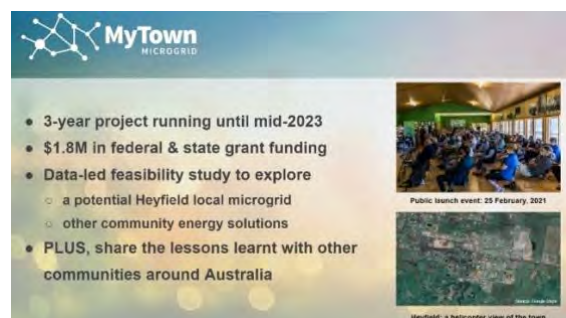 MyTown
MICROGRID
3-year project running until mid-2023
$1.8M in federal & state grant funding
Data-led feasibility study to explore
a potential Heyfield local microgrid
other community energy solutions
PLUS, share the lessons learnt with other
communities around Australia
Public launch event: 25 February, 2021
Heyfield: a helicopter view of the town